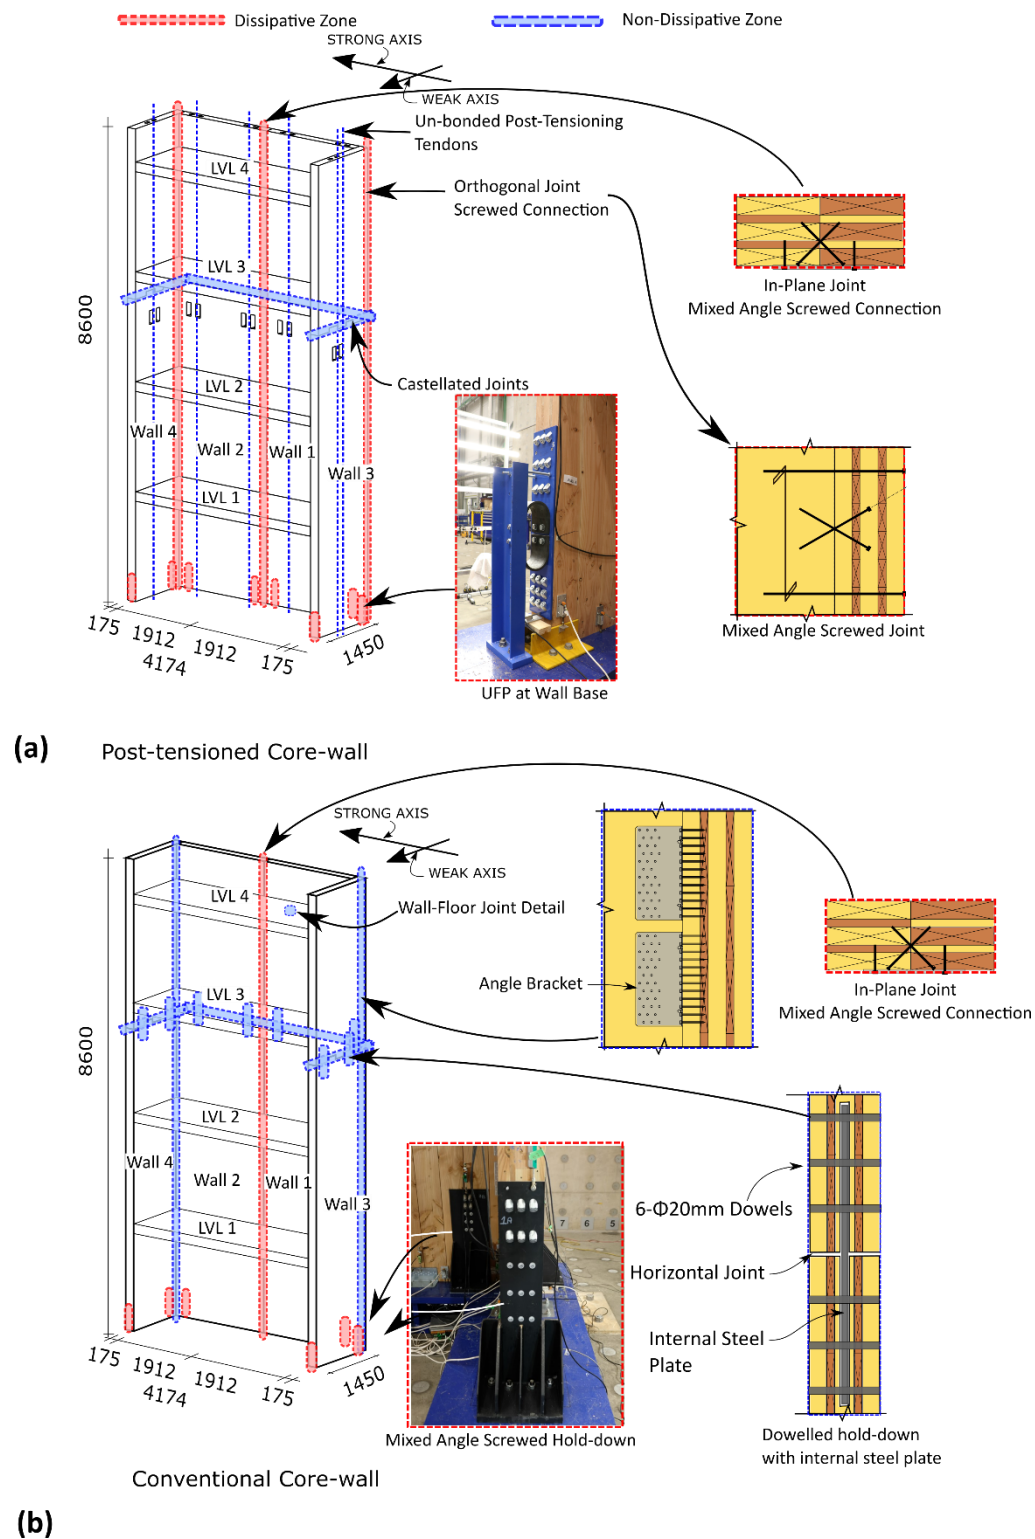 Dissipative Zone
Non-Dissipative Zone
STRONG AXIS
WEAK AXIS
Un-bonded Post-Tensioning
Tendons
LVL 4
Orthogonal Joint
Screwed Connection
In-Plane Joint
Mixed Angle Screwed Connection
LVL 3
8600
Castellated Joints
LVL 2
Wall 4
Wall 2
Wall 1
Wall 3
LVL 1
Mixed Angle Screwed Joint
175
1912
1912
175
4174
1450
UFP at Wall Base
(a)
Post-tensioned Core-wall
STRONG AXIS
WEAK AXIS
LVL 4
Wall-Floor Joint Detail
Angle Bracket
In-Plane Joint
Mixed Angle Screwed Connection
LVL 3
8600
LVL 2
Wall 4
Wall 2
Wall 1
Wall 3
LVL 1
1A
7 6 5
6-Φ20mm Dowels
Horizontal Joint
Internal Steel
Plate
175
1912
1912
175
4174
1450
Mixed Angle Screwed Hold-down
Dowelled hold-down
with internal steel plate
Conventional Core-wall
(b)